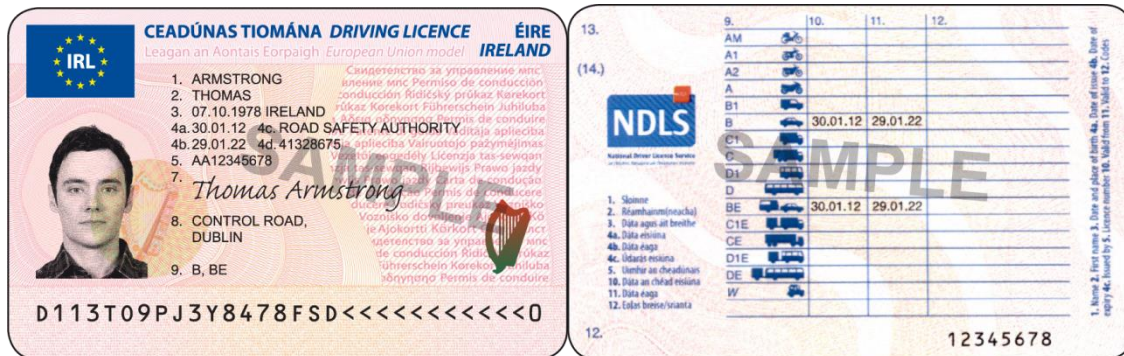 CEADÚNAS TIOMÁNA DRIVING LICENCE ÉIRE
Leagan an Aontais Eorpaigh European Union model IRELAND
IRL
1. ARMSTRONG
2. THOMAS
3. 07.10.1978 IRELAND
4a. 30.01.12 4c. ROAD SAFETY AUTHORITY
4b. 29.01.22 4d. 41328675
5. AA12345678
7. Thomas Armstrong
8. CONTROL ROAD,
DUBLIN
9. B, BE
SAMPLE
D113T09PJ3Y8478FSD<<<<<<<<<<<0
13.
(14.)
NDLS
National Driver Licence Service
1. Sloinne
2. Réamhainm(neacha)
3. Dáta agus áit breithe
4a. Dáta eisiúna
4b. Dáta éaga
4c. Údarás eisiúna
5. Uimhir an cheadúnais
10. Dáta an chéad eisiúna
11. Dáta éaga
12. Eolas breise/srianta
12.
9. 10. 11. 12.
AM
A1
A2
A
B1
B 30.01.12 29.01.22
C1
C
D1
D
BE 30.01.12 29.01.22
C1E
CE
D1E
DE
W
SAMPLE
12345678
1. Name 2. First name 3. Date and place of birth 4a. Date of issue 4b. Date of
expiry 4c. Issued by 5. Licence number 10. Valid from 11. Valid to 12. Codes